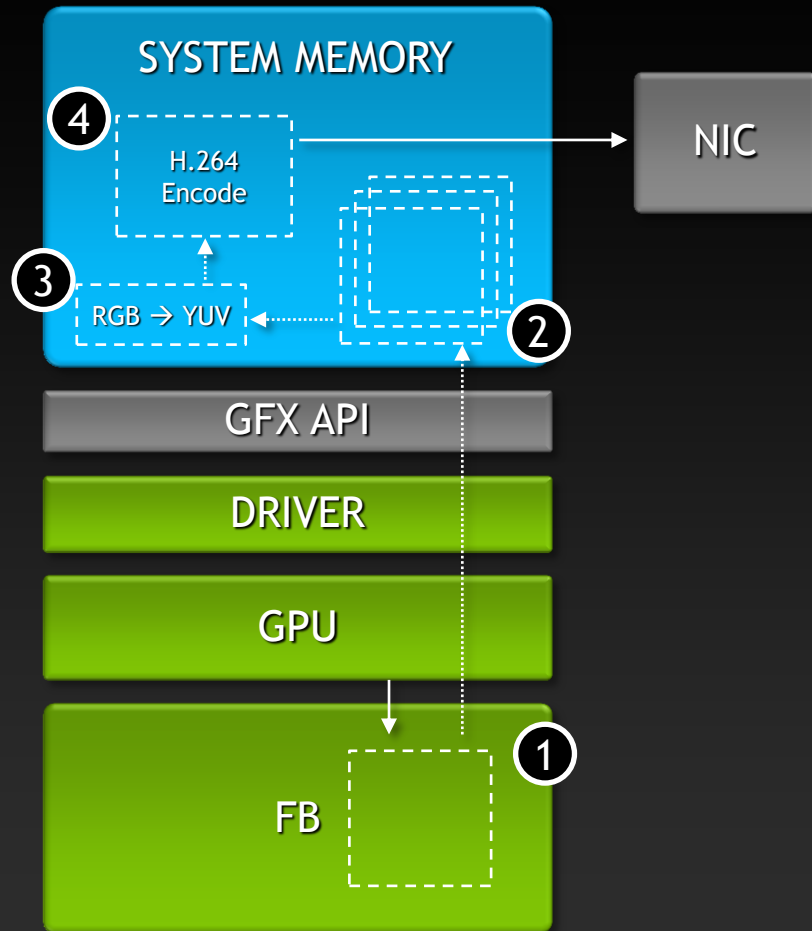 SYSTEM MEMORY
4
H.264
Encode
NIC
3
RGB → YUV
2
GFX API
DRIVER
GPU
1
FB